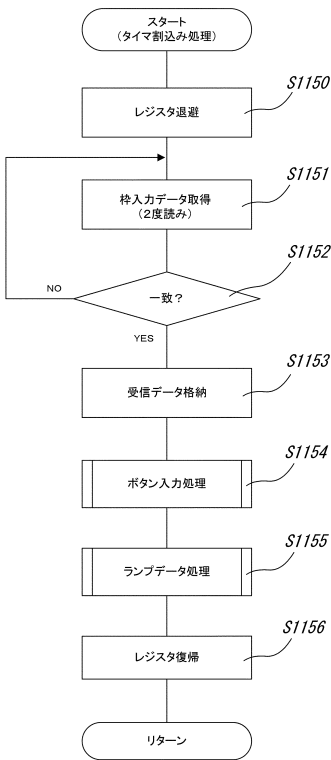 スタート
(タイマ割込み処理)
S1150
レジスタ退避
S1151
枠入力データ取得
(2度読み)
S1152
一致?
NO
YES
S1153
受信データ格納
S1154
ボタン入力処理
S1155
ランプデータ処理
S1156
レジスタ復帰
リターン